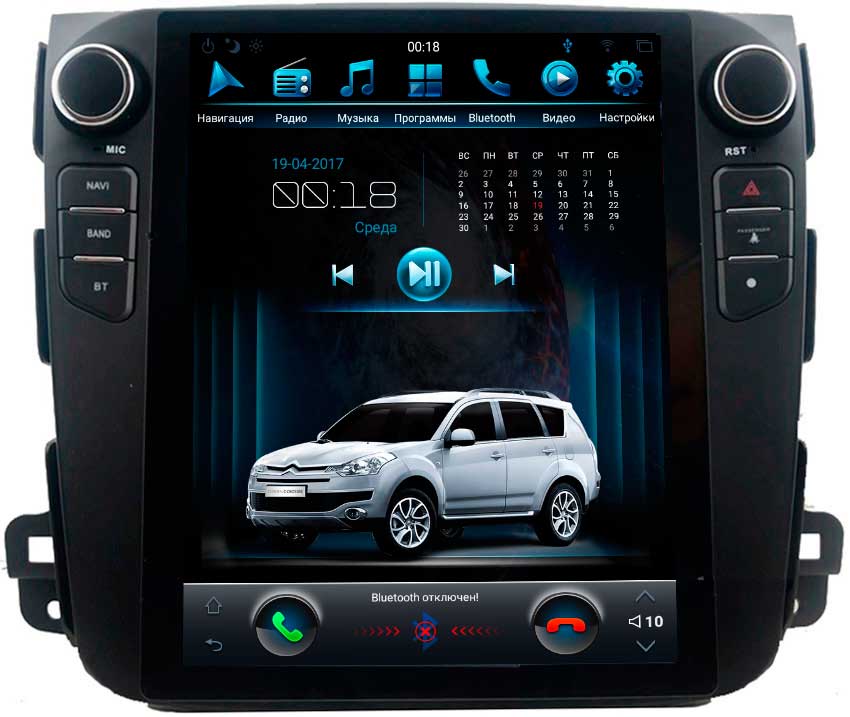 00:18
Навигация Радио Музыка Программы Bluetooth Видео Настройки
MIC
RST
NAVI
BAND
BT
PASSENGER
19-04-2017
00:18
Среда
ВС ПН ВТ СР ЧТ ПТ СБ
26 27 28 29 30 31 1
2 3 4 5 6 7 8
9 10 11 12 13 14 15
16 17 18 19 20 21 22
23 24 25 26 27 28 29
30 1 2 3 4 5 6
Bluetooth отключен!
10